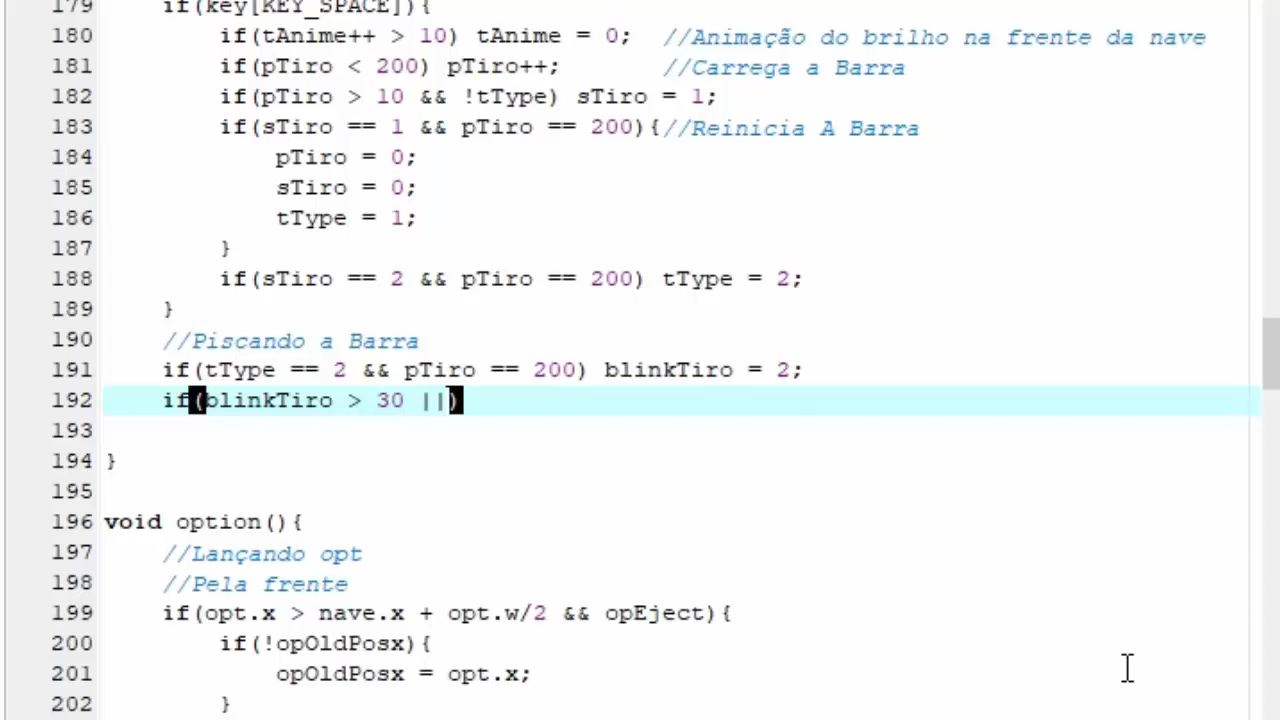 179     if(key[KEY_SPACE]){
180         if(tAnime++ > 10) tAnime = 0;  //Animação do brilho na frente da nave
181         if(pTiro < 200) pTiro++;       //Carrega a Barra
182         if(pTiro > 10 && !tType) sTiro = 1;
183         if(sTiro == 1 && pTiro == 200){//Reinicia A Barra
184             pTiro = 0;
185             sTiro = 0;
186             tType = 1;
187         }
188         if(sTiro == 2 && pTiro == 200) tType = 2;
189     }
190     //Piscando a Barra
191     if(tType == 2 && pTiro == 200) blinkTiro = 2;
192     if(blinkTiro > 30 ||)
193
194 }
195
196 void option(){
197     //Lançando opt
198     //Pela frente
199     if(opt.x > nave.x + opt.w/2 && opEject){
200         if(!opOldPosx){
201             opOldPosx = opt.x;
202         }